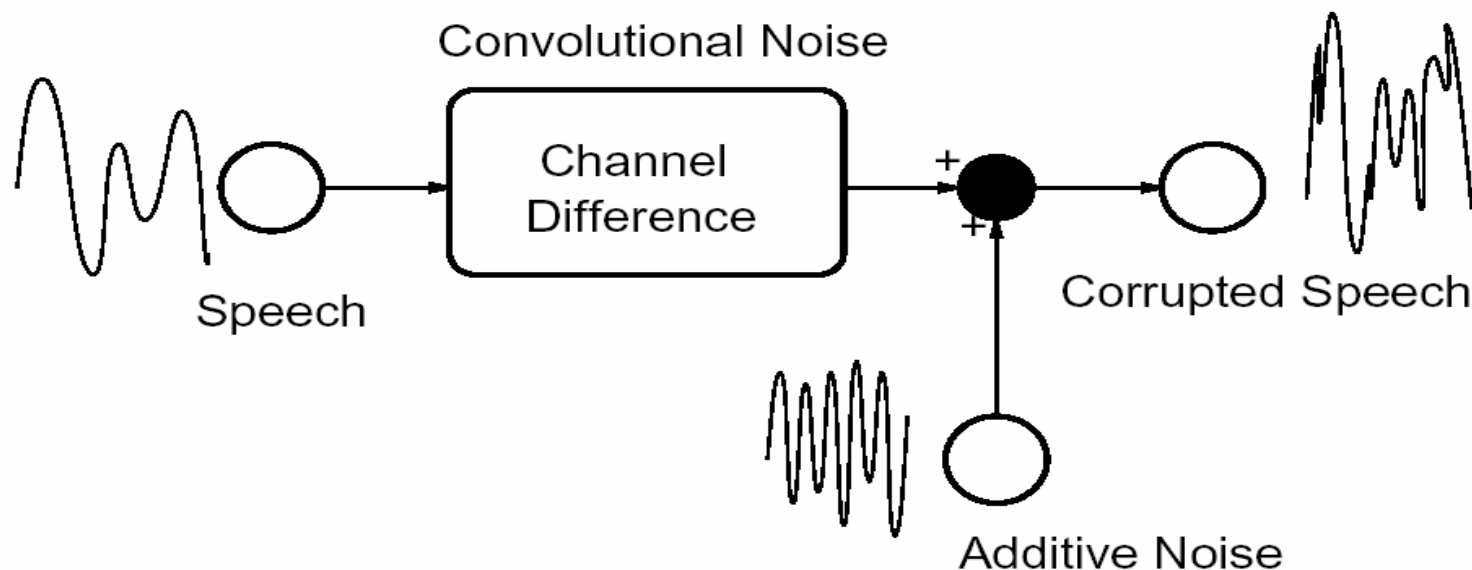 Convolutional Noise
Channel
Difference
+
+
Speech
Corrupted Speech
Additive Noise